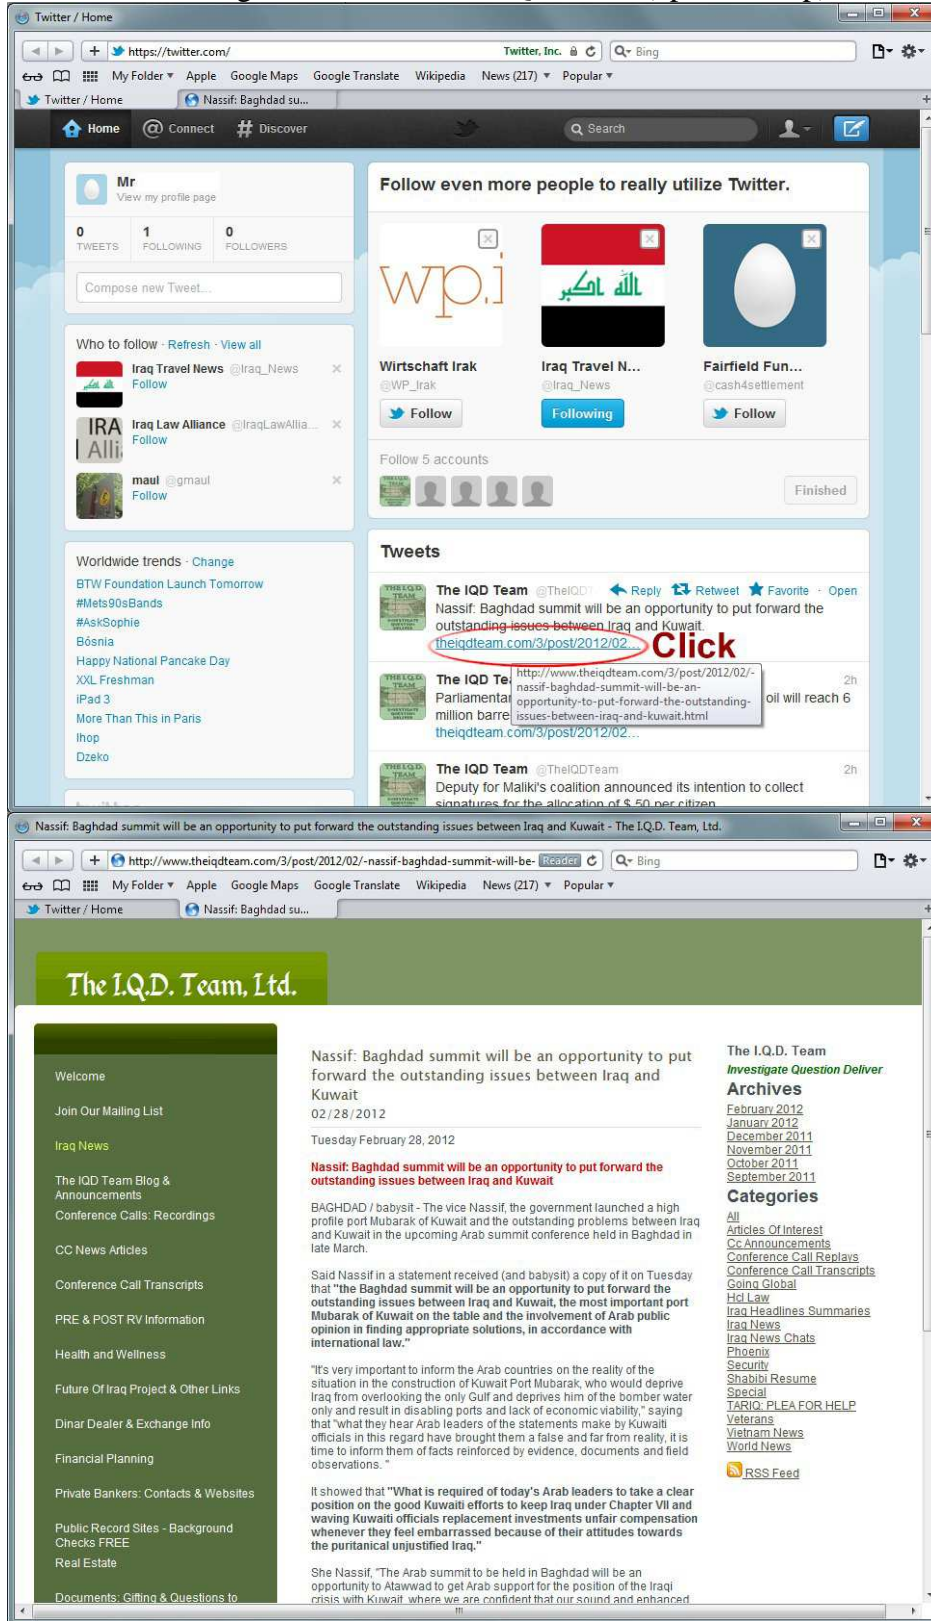 Twitter / Home
https://twitter.com/
Twitter, Inc.
Bing
My Folder Apple Google Maps Google Translate Wikipedia News (217) Popular
Twitter / Home
Nassif: Baghdad su...
Home
Connect
Discover
Search
Mr
View my profile page
0
TWEETS
1
FOLLOWING
0
FOLLOWERS
Compose new Tweet...
Who to follow · Refresh · View all
Iraq Travel News @Iraq_News
Follow
IRA
Alli
Iraq Law Alliance @IraqLawAllia...
Follow
maul @gmaul
Follow
Worldwide trends · Change
BTW Foundation Launch Tomorrow
#Mets90sBands
#AskSophie
Bósnia
Happy National Pancake Day
XXL Freshman
iPad 3
More Than This in Paris
Ihop
Dzeko
Follow even more people to really utilize Twitter.
wp.i
الله اكبر
Wirtschaft Irak
@WP_Irak
Follow
Iraq Travel N...
@Iraq_News
Following
Fairfield Fun...
@cash4settlement
Follow
Follow 5 accounts
Finished
Tweets
The IQD Team @TheIQD Reply Retweet Favorite · Open
Nassif: Baghdad summit will be an opportunity to put forward the
outstanding issues between Iraq and Kuwait.
theiqdteam.com/3/post/2012/02...
Click
http://www.theiqdteam.com/3/post/2012/02/-
nassif-baghdad-summit-will-be-an-
opportunity-to-put-forward-the-outstanding-
issues-between-iraq-and-kuwait.html
The IQD Te 2h
Parliamentar oil will reach 6
million barre
theiqdteam.com/3/post/2012/02...
The IQD Team @TheIQDTeam 2h
Deputy for Maliki's coalition announced its intention to collect
signatures for the allocation of $ 50 per citizen
Nassif: Baghdad summit will be an opportunity to put forward the outstanding issues between Iraq and Kuwait - The I.Q.D. Team, Ltd.
http://www.theiqdteam.com/3/post/2012/02/-nassif-baghdad-summit-will-be- Reader
Bing
My Folder Apple Google Maps Google Translate Wikipedia News (217) Popular
Twitter / Home
Nassif: Baghdad su...
The I.Q.D. Team, Ltd.
Welcome
Join Our Mailing List
Iraq News
The IQD Team Blog &
Announcements
Conference Calls: Recordings
CC News Articles
Conference Call Transcripts
PRE & POST RV Information
Health and Wellness
Future Of Iraq Project & Other Links
Dinar Dealer & Exchange Info
Financial Planning
Private Bankers: Contacts & Websites
Public Record Sites - Background
Checks FREE
Real Estate
Documents: Gifting & Questions to
Nassif: Baghdad summit will be an opportunity to put
forward the outstanding issues between Iraq and
Kuwait
02/28/2012
Tuesday February 28, 2012
Nassif: Baghdad summit will be an opportunity to put forward the
outstanding issues between Iraq and Kuwait
BAGHDAD / babysit - The vice Nassif, the government launched a high
profile port Mubarak of Kuwait and the outstanding problems between Iraq
and Kuwait in the upcoming Arab summit conference held in Baghdad in
late March.
Said Nassif in a statement received (and babysit) a copy of it on Tuesday
that "the Baghdad summit will be an opportunity to put forward the
outstanding issues between Iraq and Kuwait, the most important port
Mubarak of Kuwait on the table and the involvement of Arab public
opinion in finding appropriate solutions, in accordance with
international law."
"It's very important to inform the Arab countries on the reality of the
situation in the construction of Kuwait Port Mubarak, who would deprive
Iraq from overlooking the only Gulf and deprives him of the bomber water
only and result in disabling ports and lack of economic viability," saying
that "what they hear Arab leaders of the statements make by Kuwaiti
officials in this regard have brought them a false and far from reality, it is
time to inform them of facts reinforced by evidence, documents and field
observations. "
It showed that "What is required of today's Arab leaders to take a clear
position on the good Kuwaiti efforts to keep Iraq under Chapter VII and
waving Kuwaiti officials replacement investments unfair compensation
whenever they feel embarrassed because of their attitudes towards
the puritanical unjustified Iraq."
She Nassif, "The Arab summit to be held in Baghdad will be an
opportunity to Atawwad to get Arab support for the position of the Iraqi
crisis with Kuwait, where we are confident that our sound and enhanced
The I.Q.D. Team
Investigate Question Deliver
Archives
February 2012
January 2012
December 2011
November 2011
October 2011
September 2011
Categories
All
Articles Of Interest
Cc Announcements
Conference Call Replays
Conference Call Transcripts
Going Global
Hcl Law
Iraq Headlines Summaries
Iraq News
Iraq News Chats
Phoenix
Security
Shabibi Resume
Special
TARIQ: PLEA FOR HELP
Veterans
Vietnam News
World News
RSS Feed